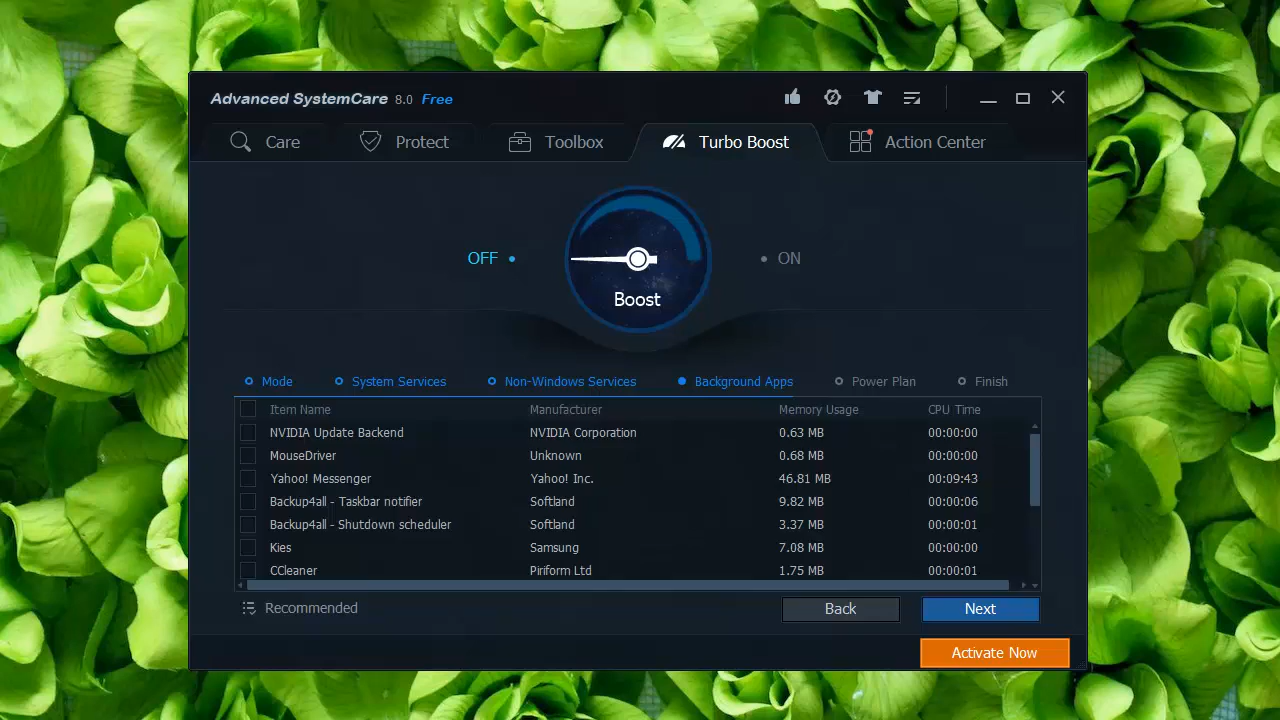 Advanced SystemCare 8.0 Free
Care Protect Toolbox Turbo Boost Action Center
OFF ON
Boost
Mode System Services Non-Windows Services Background Apps Power Plan Finish
Item Name Manufacturer Memory Usage CPU Time
NVIDIA Update Backend NVIDIA Corporation 0.63 MB 00:00:00
MouseDriver Unknown 0.68 MB 00:00:00
Yahoo! Messenger Yahoo! Inc. 46.81 MB 00:09:43
Backup4all - Taskbar notifier Softland 9.82 MB 00:00:06
Backup4all - Shutdown scheduler Softland 3.37 MB 00:00:01
Kies Samsung 7.08 MB 00:00:00
CCleaner Piriform Ltd 1.75 MB 00:00:01
Recommended Back Next
Activate Now